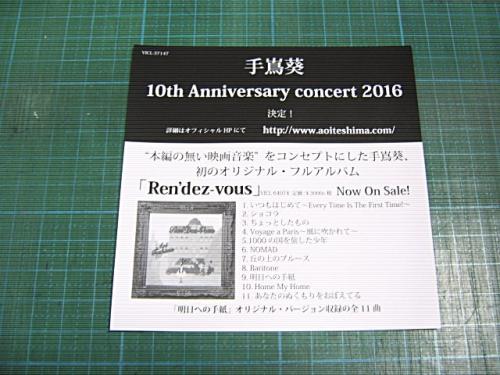 VICL-37147
手嶌葵
10th Anniversary concert 2016
決定！
詳細はオフィシャルHPにて http://www.aoiteshima.com/
"本編の無い映画音楽"をコンセプトにした手嶌葵、
初のオリジナル・フルアルバム
「Ren'dez-vous」VICL-64074 定価:¥3000+税 Now On Sale!
1. いつもはじめて～Every Time Is The First Time!～
2. ショコラ
3. ちょっとしたもの
4. Voyage a Paris～風に吹かれて～
5.1000の国を旅した少年
6. NOMAD
7. 丘の上のブルース
8. Baritone
9. 明日への手紙
10. Home My Home
11. あなたのぬくもりをおぼえてる
「明日への手紙」オリジナル・バージョン収録の全11曲